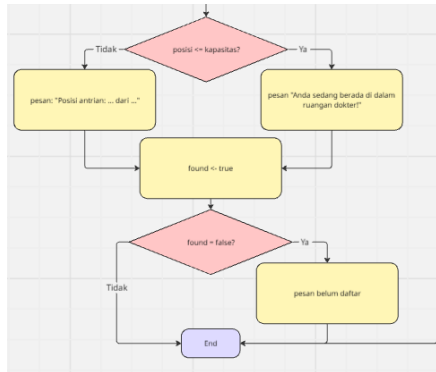 posisi <= kapasitas?
Tidak
Ya
pesan: "Posisi antrian: ... dari ..."
pesan "Anda sedang berada di dalam
ruangan dokter!"
found <- true
found = false?
Ya
Tidak
pesan belum daftar
End